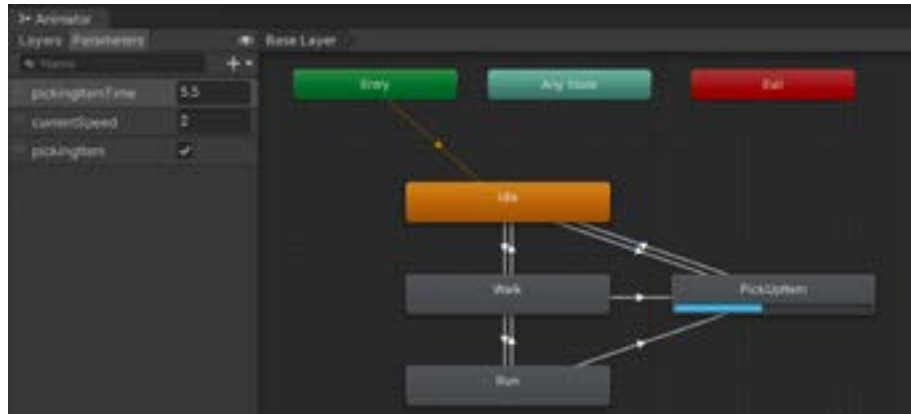 Animator
Layers Parameters
Base Layer
Name
pickingItemTime 5.5
currentSpeed 2
pickingItem
Entry
Any State
Exit
Idle
Walk
PickUpItem
Run